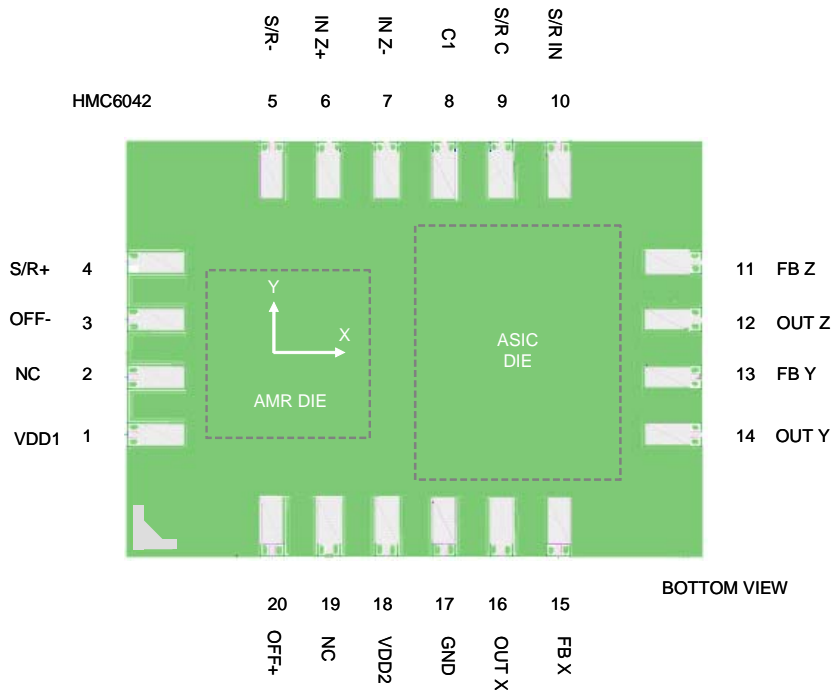 S/R-
IN Z+
IN Z-
C1
S/R C
S/R IN
HMC6042
5
6
7
8
9
10
S/R+ 4
OFF- 3
NC 2
VDD1 1
Y
X
AMR DIE
ASIC
DIE
11 FB Z
12 OUT Z
13 FB Y
14 OUT Y
BOTTOM VIEW
20
19
18
17
16
15
OFF+
NC
VDD2
GND
OUT X
FB X